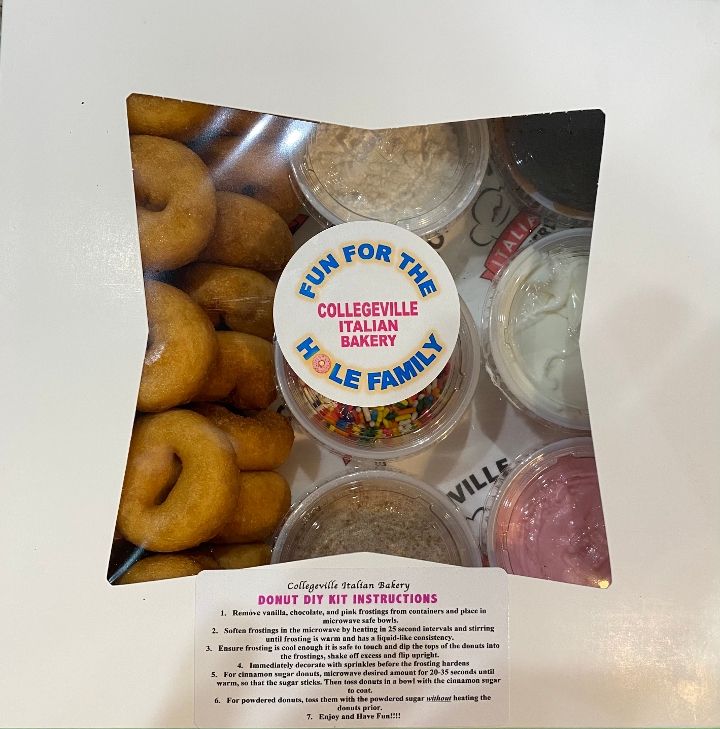 ITALIA
FUN FOR THE
COLLEGEVILLE
ITALIAN
BAKERY
HOLE FAMILY
VILLE
Collegeville Italian Bakery
DONUT DIY KIT INSTRUCTIONS
1. Remove vanilla, chocolate, and pink frostings from containers and place in
microwave safe bowls.
2. Soften frostings in the microwave by heating in 25 second intervals and stirring
until frosting is warm and has a liquid-like consistency.
3. Ensure frosting is cool enough it is safe to touch and dip the tops of the donuts into
the frostings, shake off excess and flip upright.
4. Immediately decorate with sprinkles before the frosting hardens
5. For cinnamon sugar donuts, microwave desired amount for 20-35 seconds until
warm, so that the sugar sticks. Then toss donuts in a bowl with the cinnamon sugar
to coat.
6. For powdered donuts, toss them with the powdered sugar without heating the
donuts prior.
7. Enjoy and Have Fun!!!!